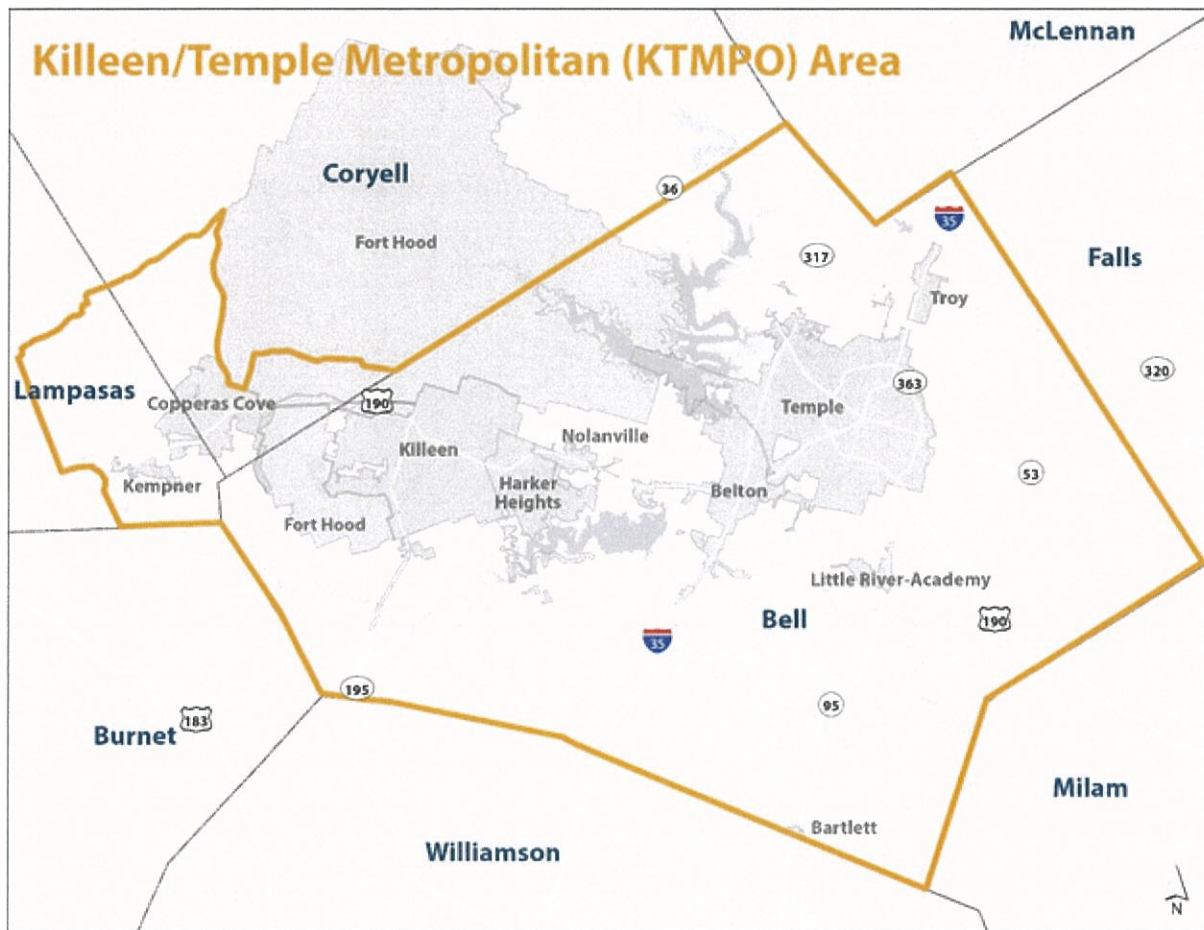 McLennan
Killeen/Temple Metropolitan (KTMPO) Area
Coryell
36
35
Fort Hood
317
Falls
Troy
320
Lampasas
363
Copperas Cove
190
Temple
Nolanville
Killeen
53
Kempner
Harker
Heights
Belton
Fort Hood
Little River-Academy
Bell
190
35
195
95
183
Burnet
Milam
Bartlett
Williamson
N